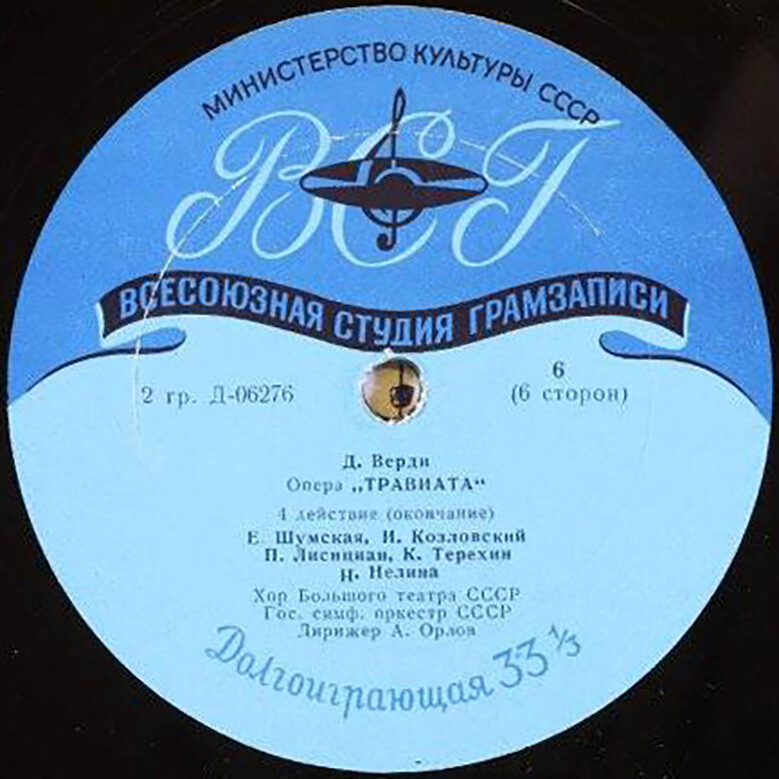 МИНИСТЕРСТВО КУЛЬТУРЫ СССР
ВСГ
ВСЕСОЮЗНАЯ СТУДИЯ ГРАМЗАПИСИ
2 гр. Д-06276
6
(6 сторон)
Д. Верди
Опера „ТРАВИАТА“
4 действие (окончание)
Е. Шумская, И. Козловский
П. Лисициан, К. Терехин
Н. Нелина
Хор Большого театра СССР
Гос. симф. оркестр СССР
Дирижер А. Орлов
Долгоиграющая 33 1/3